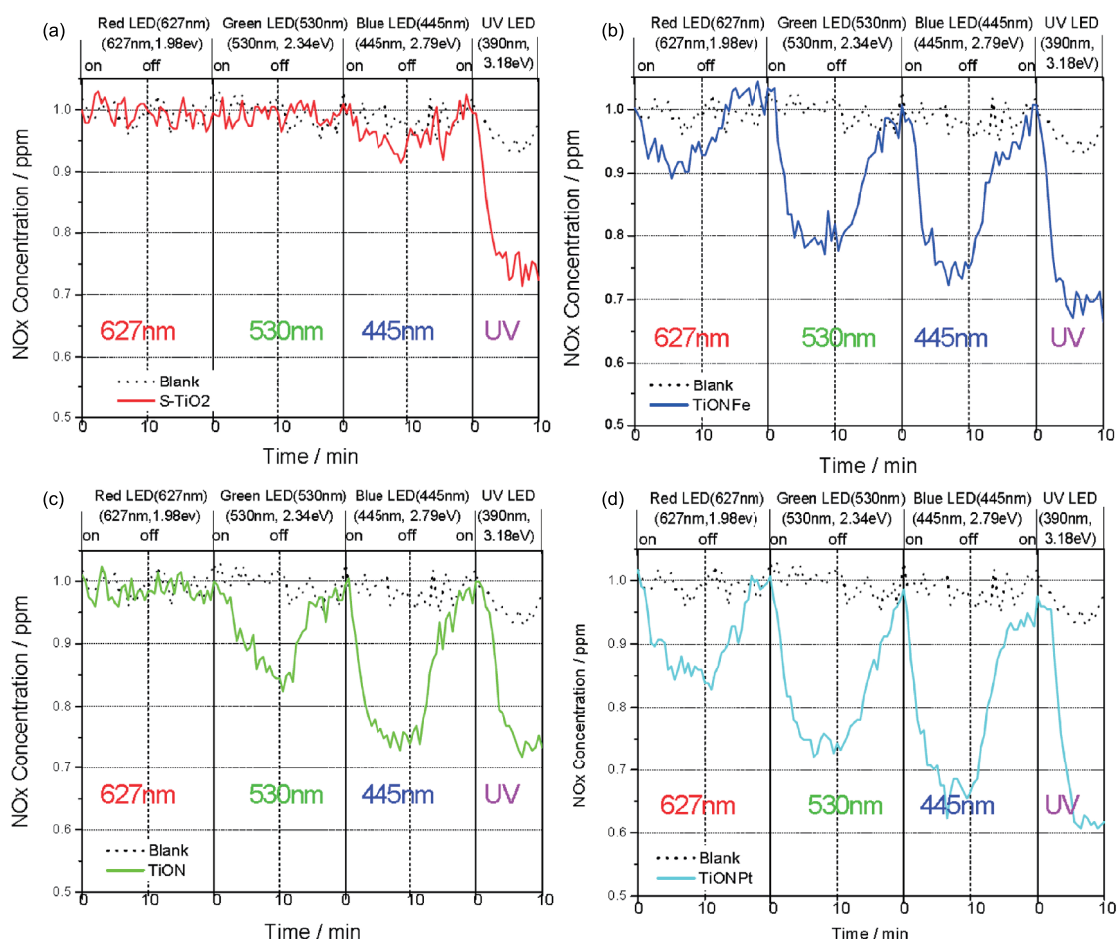 (a)
Red LED(627nm) Green LED(530nm) Blue LED(445nm) UV LED
(627nm,1.98ev) (530nm, 2.34eV) (445nm, 2.79eV) (390nm,
3.18eV)
on off on off on off on
1.0
0.9
0.8
0.7
0.6
0.5
NOx Concentration / ppm
627nm 530nm 445nm UV
Blank
S-TiO2
0 10 0 10 0 10 0 10
Time / min
(b)
Red LED(627nm) Green LED(530nm) Blue LED(445nm) UV LED
(627nm,1.98ev) (530nm, 2.34eV) (445nm, 2.79eV) (390nm,
3.18eV)
on off on off on off on
1.0
0.9
0.8
0.7
0.6
0.5
NOx Concentration / ppm
627nm 530nm 445nm UV
Blank
TiONFe
0 10 0 10 0 10 0 10
Time / min
(c)
Red LED(627nm) Green LED(530nm) Blue LED(445nm) UV LED
(627nm,1.98ev) (530nm, 2.34eV) (445nm, 2.79eV) (390nm,
3.18eV)
on off on off on off on
1.0
0.9
0.8
0.7
0.6
0.5
NOx Concentration / ppm
627nm 530nm 445nm UV
Blank
TiON
0 10 0 10 0 10 0 10
Time / min
(d)
Red LED(627nm) Green LED(530nm) Blue LED(445nm) UV LED
(627nm,1.98ev) (530nm, 2.34eV) (445nm, 2.79eV) (390nm,
3.18eV)
on off on off on off on
1.0
0.9
0.8
0.7
0.6
0.5
NOx Concentration / ppm
627nm 530nm 445nm UV
Blank
TiONPt
0 10 0 10 0 10 0 10
Time / min